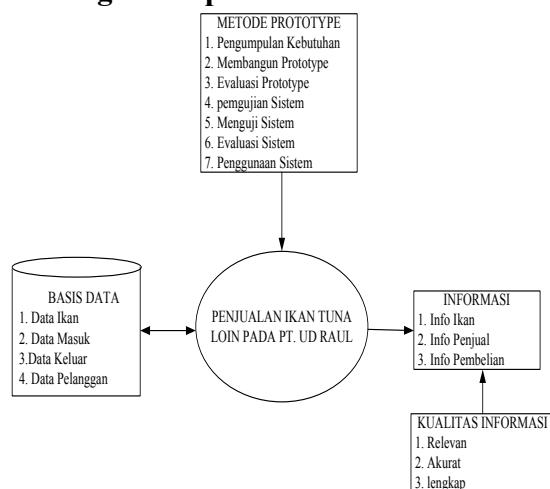 METODE PROTOTYPE
1. Pengumpulan Kebutuhan
2. Membangun Prototype
3. Evaluasi Prototype
4. pemgujian Sistem
5. Menguji Sistem
6. Evaluasi Sistem
7. Penggunaan Sistem
BASIS DATA
1. Data Ikan
2. Data Masuk
3.Data Keluar
4. Data Pelanggan
PENJUALAN IKAN TUNA
LOIN PADA PT. UD RAUL
INFORMASI
1. Info Ikan
2. Info Penjual
3. Info Pembelian
KUALITAS INFORMASI
1. Relevan
2. Akurat
3. lengkap